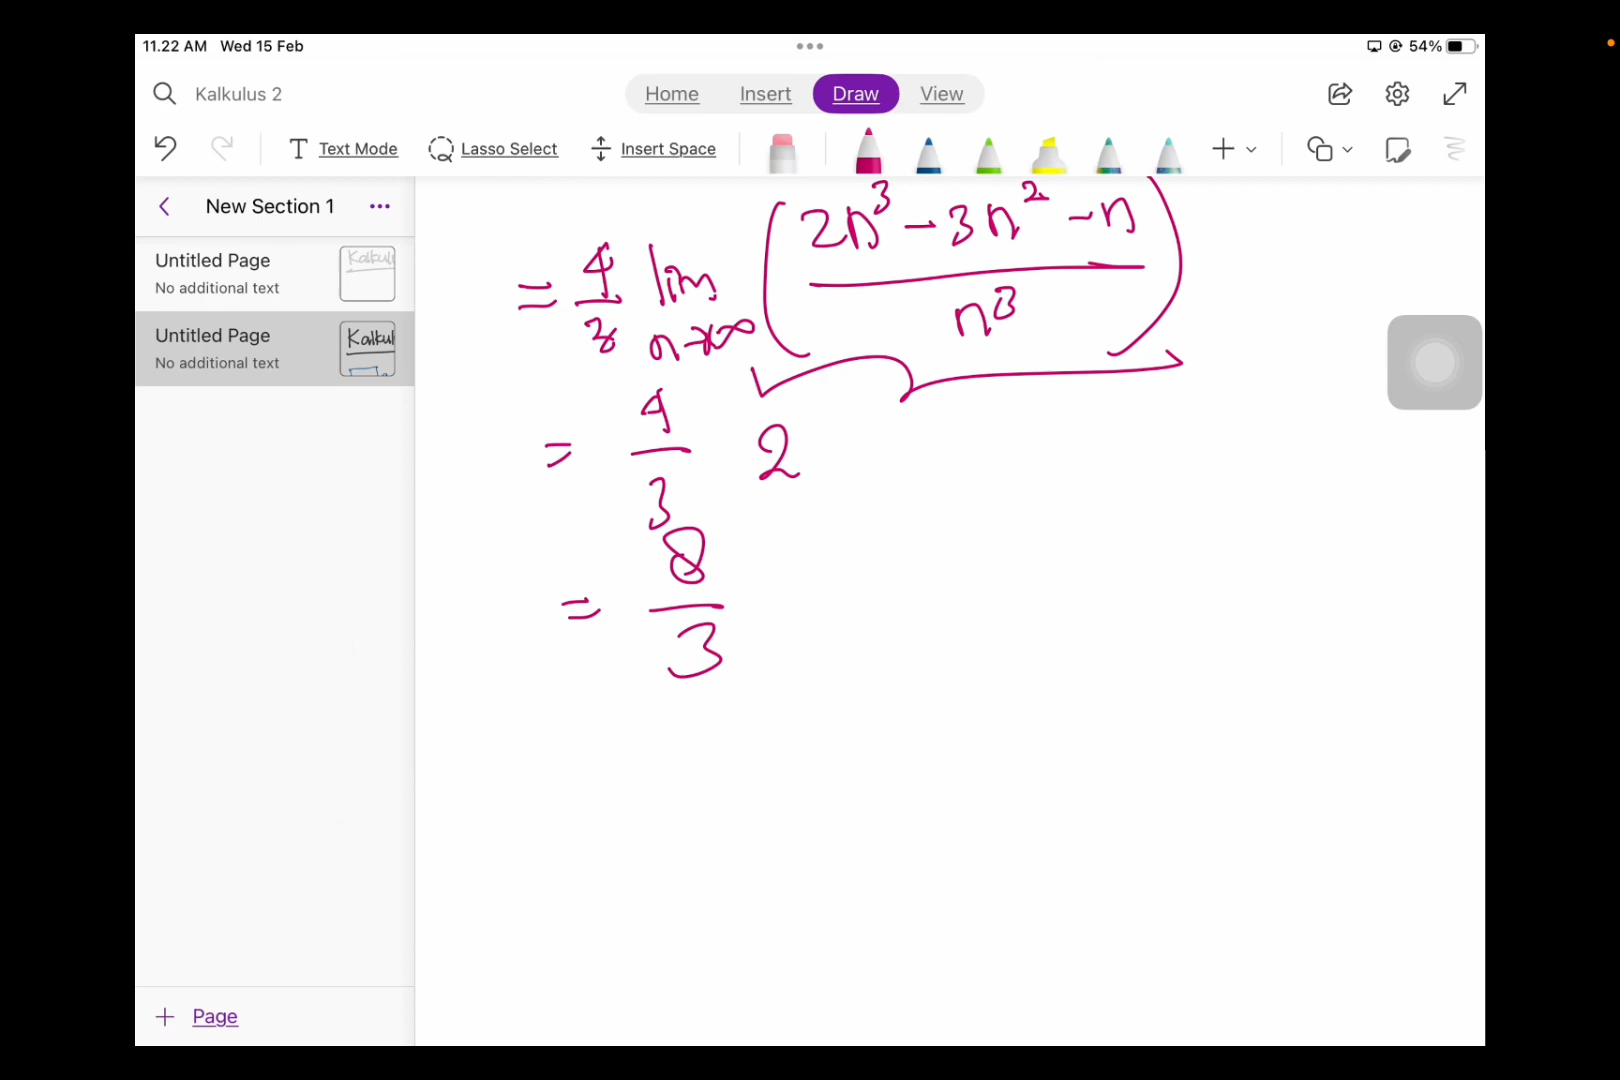 11.22 AM Wed 15 Feb 54%
Kalkulus 2
Home Insert Draw View
Text Mode Lasso Select Insert Space
New Section 1
Untitled Page
No additional text
Kalkul
Untitled Page
No additional text
Kalkul
2n³ - 3n² - n
= 4/3 lim n→∞ ( / n³ )
= 4/3 2
= 8/3
Page